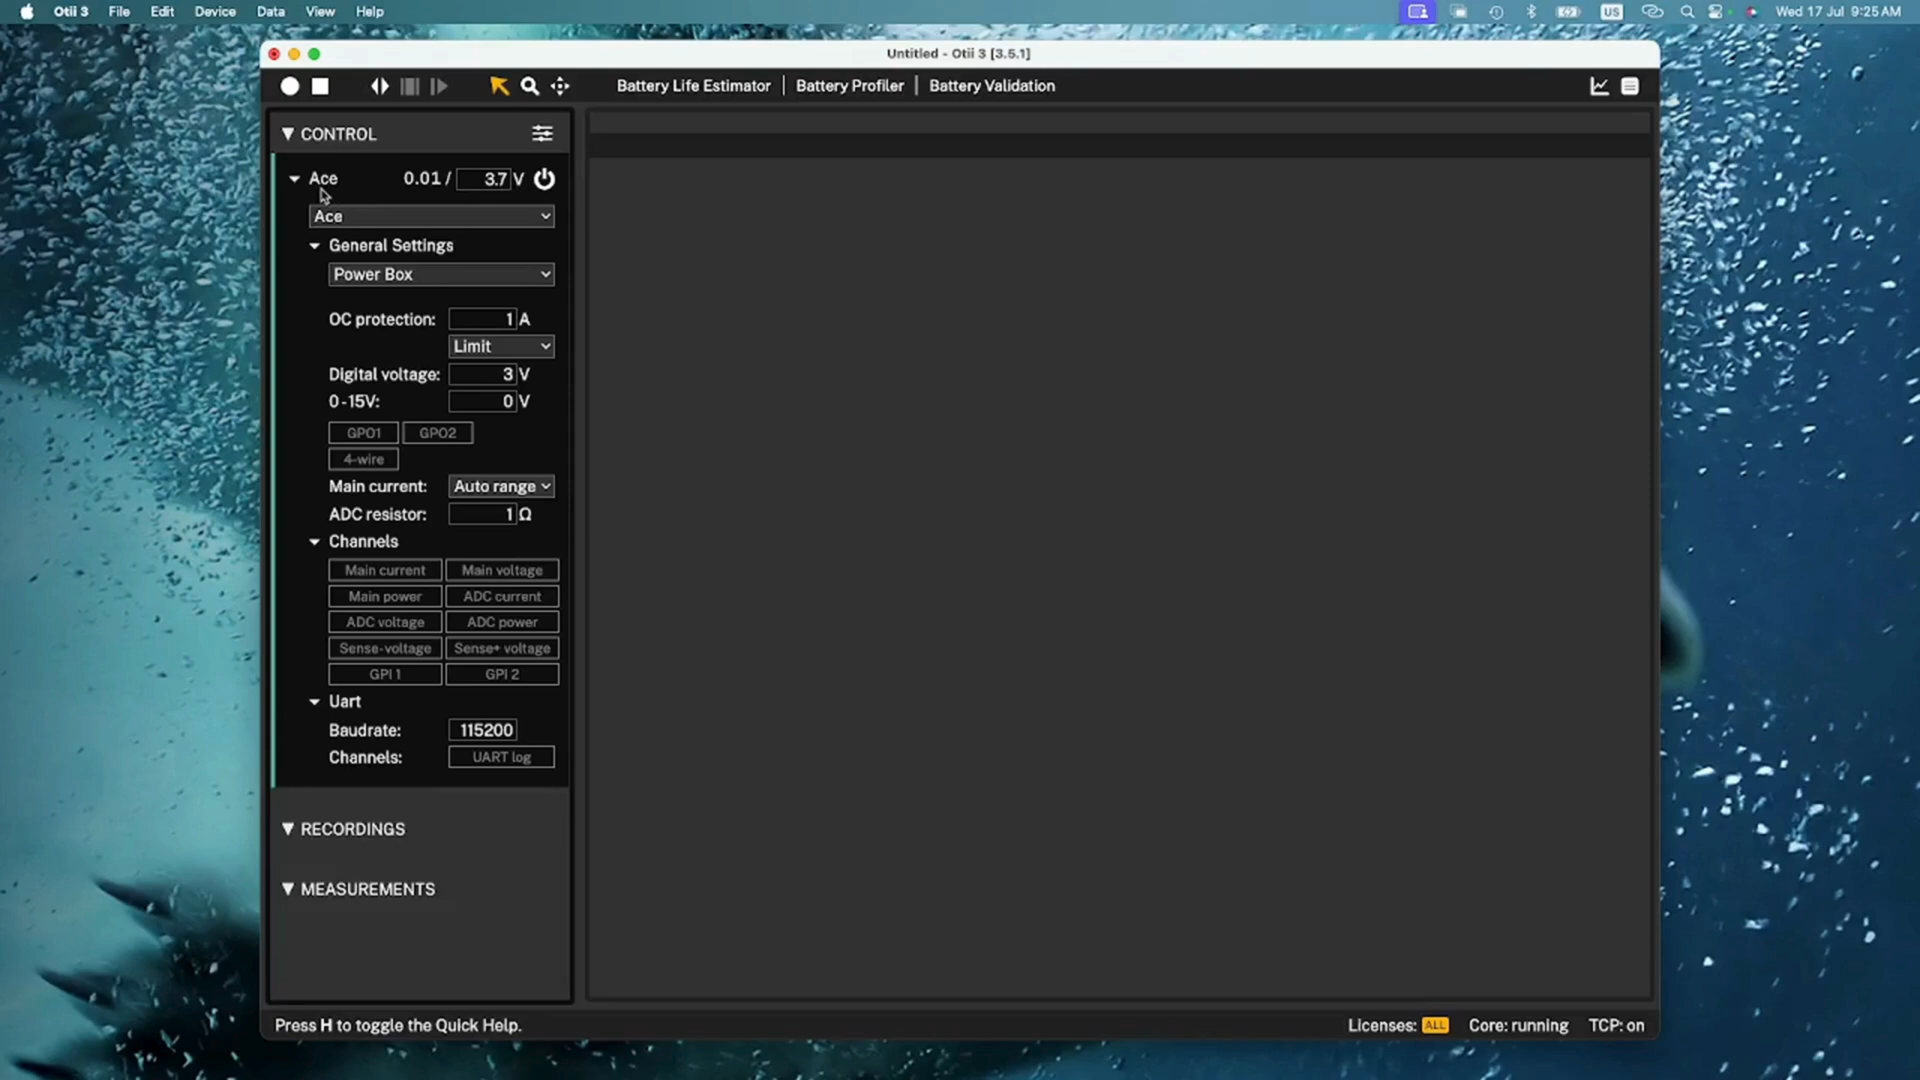 Otii 3 File Edit Device Data View Help US Wed 17 Jul 9:25 AM
Untitled - Otii 3 [3.5.1]
Battery Life Estimator | Battery Profiler | Battery Validation
CONTROL
Ace 0.01 / 3.7 V
Ace
General Settings
Power Box
OC protection: 1 A
Limit
Digital voltage: 3 V
0-15V: 0 V
GPO1 GPO2
4-wire
Main current: Auto range
ADC resistor: 1 Ω
Channels
Main current Main voltage
Main power ADC current
ADC voltage ADC power
Sense- voltage Sense+ voltage
GPI 1 GPI 2
Uart
Baudrate: 115200
Channels: UART log
RECORDINGS
MEASUREMENTS
Press H to toggle the Quick Help. Licenses: ALL Core: running TCP: on